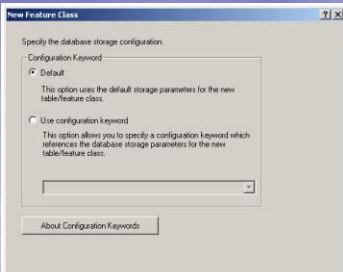 New Feature Class
Specify the database storage configuration.
Configuration Keyword
Default
This option uses the default storage parameters for the new
table/feature class.
Use configuration keyword
This option allows you to specify a configuration keyword which
references the database storage parameters for the new
table/feature class.
About Configuration Keywords